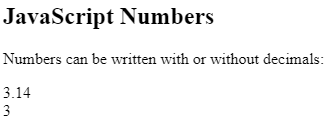 JavaScript Numbers
Numbers can be written with or without decimals:
3.14
3